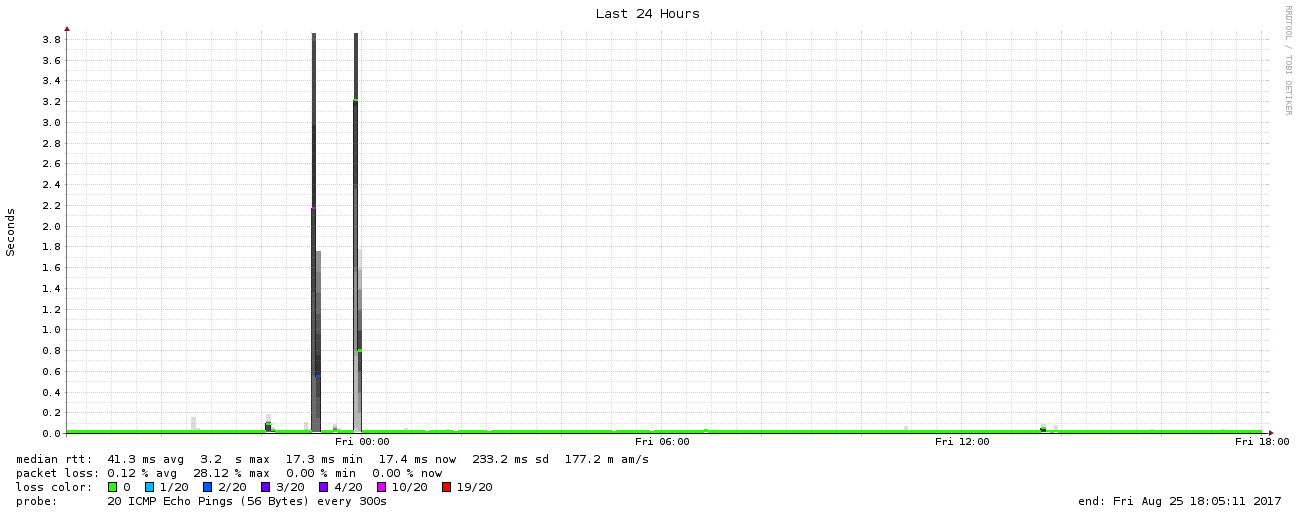 Last 24 Hours
RRDTOOL / TOBI OETIKER
Seconds
3.8
3.6
3.4
3.2
3.0
2.8
2.6
2.4
2.2
2.0
1.8
1.6
1.4
1.2
1.0
0.8
0.6
0.4
0.2
0.0
Fri 00:00 Fri 06:00 Fri 12:00 Fri 18:00
median rtt: 41.3 ms avg 3.2 s max 17.3 ms min 17.4 ms now 233.2 ms sd 177.2 m am/s
packet loss: 0.12 % avg 28.12 % max 0.00 % min 0.00 % now
loss color: 0 1/20 2/20 3/20 4/20 10/20 19/20
probe: 20 ICMP Echo Pings (56 Bytes) every 300s end: Fri Aug 25 18:05:11 2017